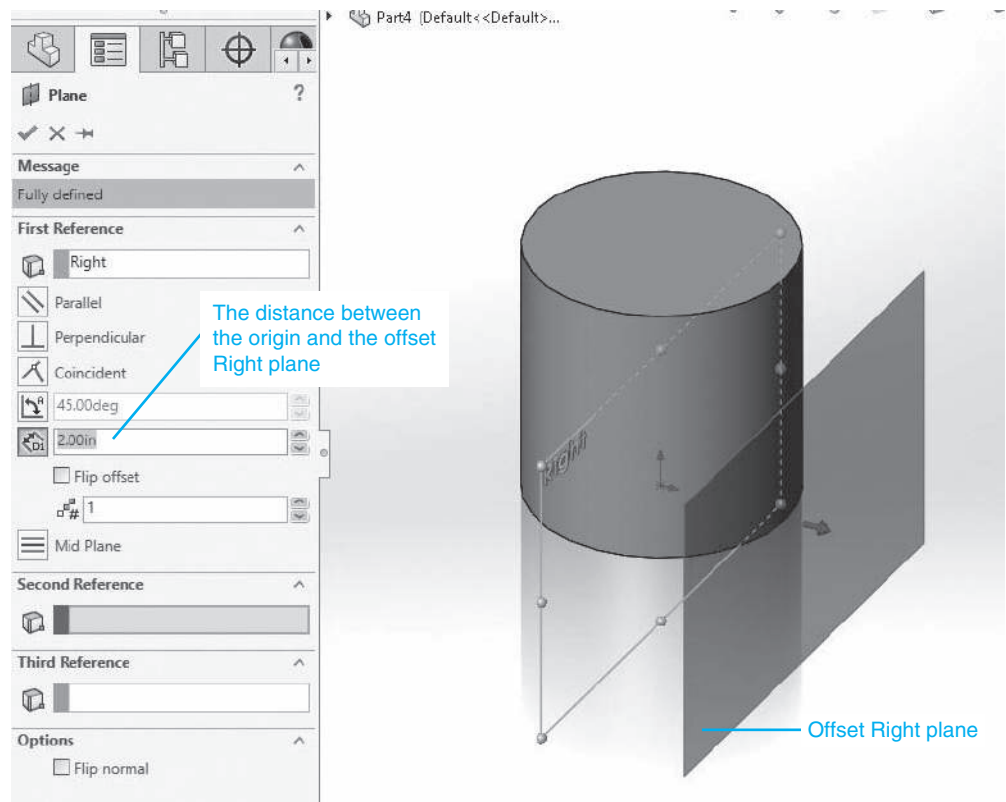 Part4 (Default<<Default>...
Plane
?
Message
Fully defined
First Reference
Right
Parallel
Perpendicular
Coincident
45.00deg
2.00in
Flip offset
1
Mid Plane
Second Reference
Third Reference
Options
Flip normal
The distance between
the origin and the offset
Right plane
Right
Offset Right plane